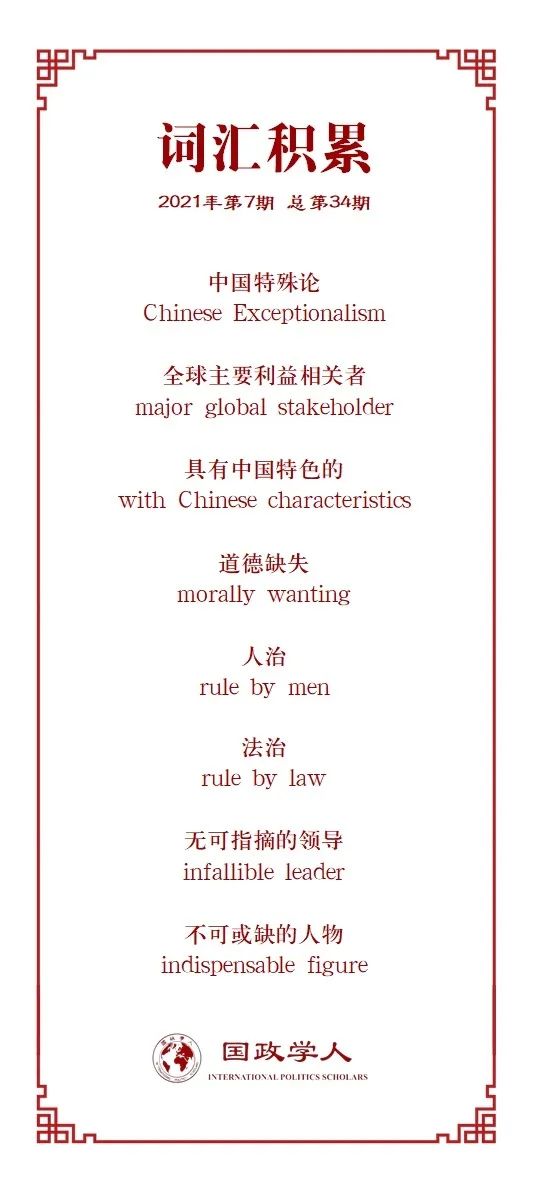 词汇积累
2021年第7期 总第34期
中国特殊论
Chinese Exceptionalism
全球主要利益相关者
major global stakeholder
具有中国特色的
with Chinese characteristics
道德缺失
morally wanting
人治
rule by men
法治
rule by law
无可指摘的领导
infallible leader
不可或缺的人物
indispensable figure
国政学人
INTERNATIONAL POLITICS SCHOLARS